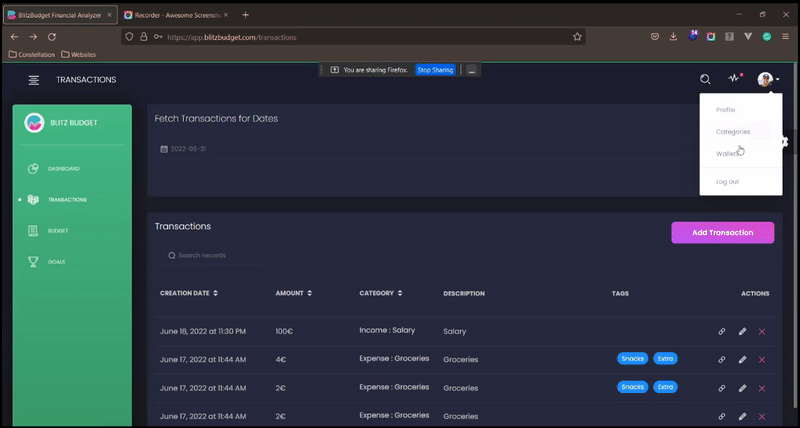 BlitzBudget Financial Analyzer
Recorder - Awesome Screensho
https://app.blitzbudget.com/transactions
Constellation Websites
You are sharing Firefox. Stop Sharing
TRANSACTIONS
BLITZ BUDGET
DASHBOARD
TRANSACTIONS
BUDGET
GOALS
Fetch Transactions for Dates
2022-05-31
Profile
Categories
Wallets
Log out
Transactions
Add Transaction
Search records
CREATION DATE AMOUNT CATEGORY DESCRIPTION TAGS ACTIONS
June 18, 2022 at 11:30 PM 100€ Income : Salary Salary
June 17, 2022 at 11:44 AM 4€ Expense : Groceries Groceries Snacks Extra
June 17, 2022 at 11:44 AM 2€ Expense : Groceries Groceries Snacks Extra
June 17, 2022 at 11:44 AM 2€ Expense : Groceries Groceries